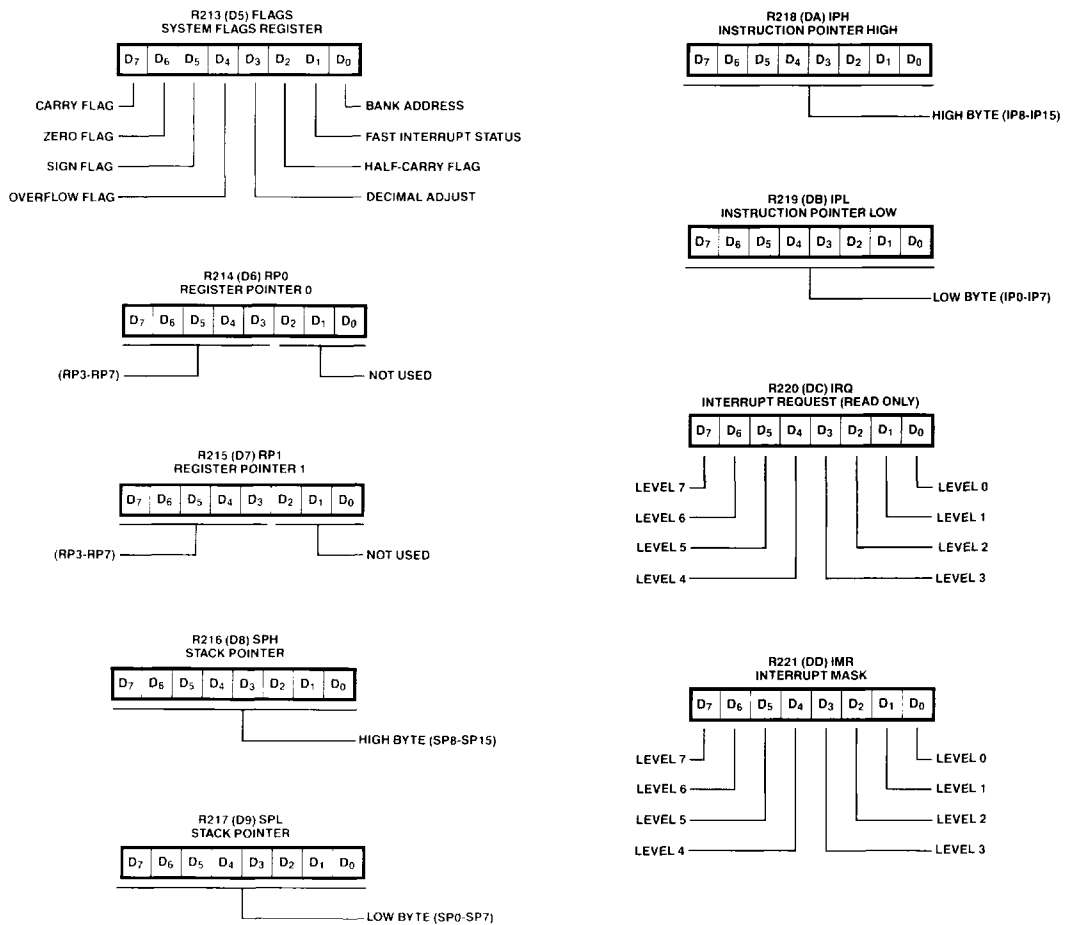 R213 (D5) FLAGS
SYSTEM FLAGS REGISTER
D7 D6 D5 D4 D3 D2 D1 D0
CARRY FLAG
ZERO FLAG
SIGN FLAG
OVERFLOW FLAG
BANK ADDRESS
FAST INTERRUPT STATUS
HALF-CARRY FLAG
DECIMAL ADJUST
R214 (D6) RP0
REGISTER POINTER 0
D7 D6 D5 D4 D3 D2 D1 D0
(RP3-RP7)
NOT USED
R215 (D7) RP1
REGISTER POINTER 1
D7 D6 D5 D4 D3 D2 D1 D0
(RP3-RP7)
NOT USED
R216 (D8) SPH
STACK POINTER
D7 D6 D5 D4 D3 D2 D1 D0
HIGH BYTE (SP8-SP15)
R217 (D9) SPL
STACK POINTER
D7 D6 D5 D4 D3 D2 D1 D0
LOW BYTE (SP0-SP7)
R218 (DA) IPH
INSTRUCTION POINTER HIGH
D7 D6 D5 D4 D3 D2 D1 D0
HIGH BYTE (IP8-IP15)
R219 (DB) IPL
INSTRUCTION POINTER LOW
D7 D6 D5 D4 D3 D2 D1 D0
LOW BYTE (IP0-IP7)
R220 (DC) IRQ
INTERRUPT REQUEST (READ ONLY)
D7 D6 D5 D4 D3 D2 D1 D0
LEVEL 7
LEVEL 6
LEVEL 5
LEVEL 4
LEVEL 0
LEVEL 1
LEVEL 2
LEVEL 3
R221 (DD) IMR
INTERRUPT MASK
D7 D6 D5 D4 D3 D2 D1 D0
LEVEL 7
LEVEL 6
LEVEL 5
LEVEL 4
LEVEL 0
LEVEL 1
LEVEL 2
LEVEL 3